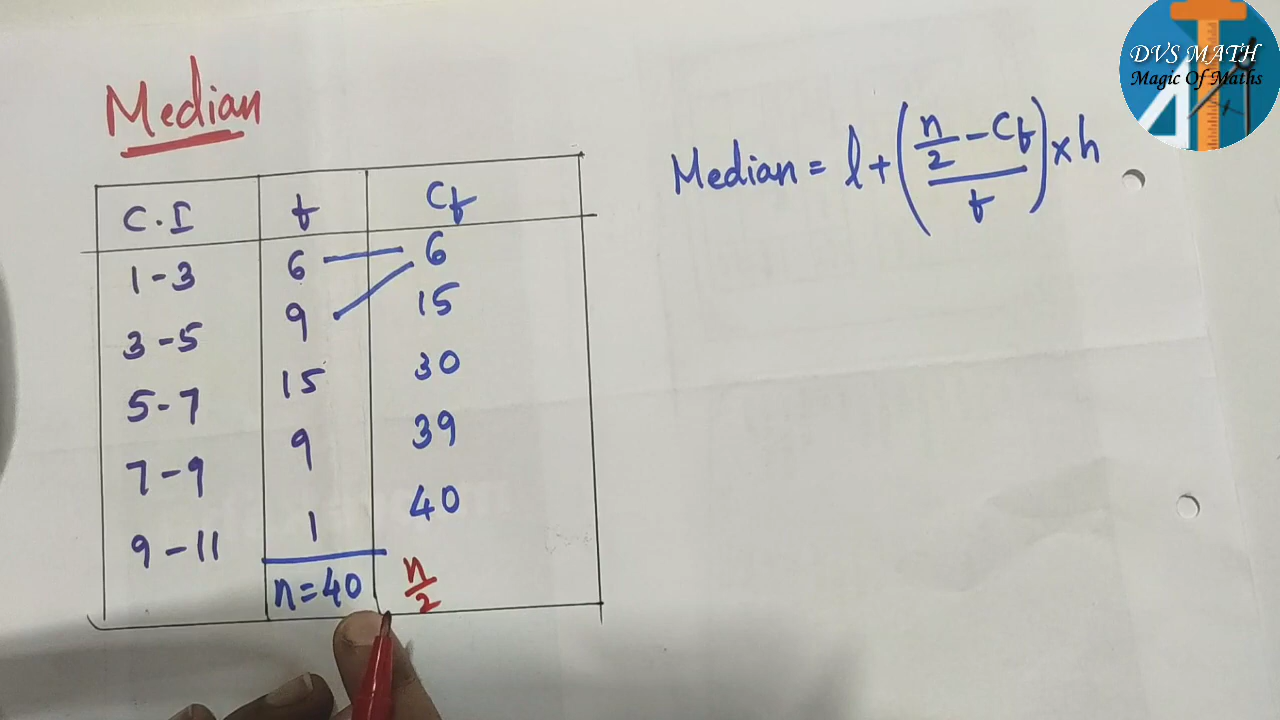 DVS MATH
Magic Of Maths
Median
Median = l + ( (n/2 - Cf) / f ) × h
C.I f Cf
1-3 6 6
3-5 9 15
5-7 15 30
7-9 9 39
9-11 1 40
n=40 n/2